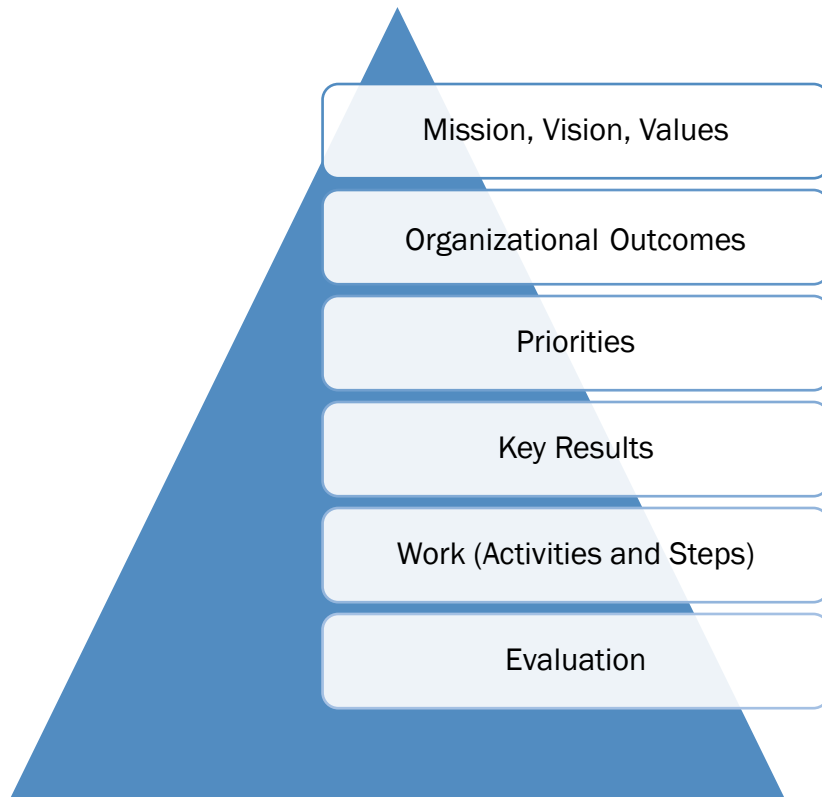 Mission, Vision, Values
Organizational Outcomes
Priorities
Key Results
Work (Activities and Steps)
Evaluation